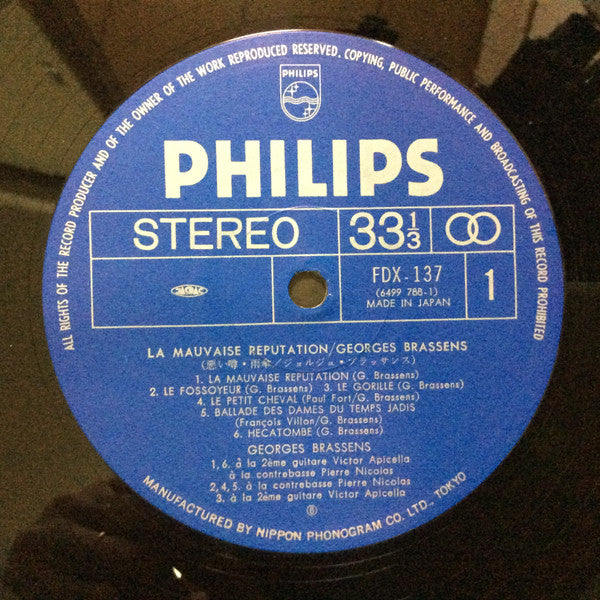 ALL RIGHTS OF THE RECORD PRODUCER AND OF THE OWNER OF THE WORK REPRODUCED RESERVED. COPYING, PUBLIC PERFORMANCE AND BROADCASTING OF THIS RECORD PROHIBITED
PHILIPS
PHILIPS
STEREO 33⅓
FDX-137 1
(6499 788-1)
MADE IN JAPAN
LA MAUVAISE REPUTATION/GEORGES BRASSENS
(悪い噂・雨傘/ジョルジュ・ブラッサンス)
1. LA MAUVAISE REPUTATION (G. Brassens)
2. LE FOSSOYEUR (G. Brassens) 3. LE GORILLE (G. Brassens)
4. LE PETIT CHEVAL (Paul Fort/G. Brassens)
5. BALLADE DES DAMES DU TEMPS JADIS
(François Villon/G. Brassens)
6. HECATOMBE (G. Brassens)
GEORGES BRASSENS
1,6. à la 2ème guitare Victor Apicella
à la contrebasse Pierre Nicolas
2,4,5. à la contrebasse Pierre Nicolas
3. à la 2ème guitare Victor Apicella
MANUFACTURED BY NIPPON PHONOGRAM CO. LTD., TOKYO